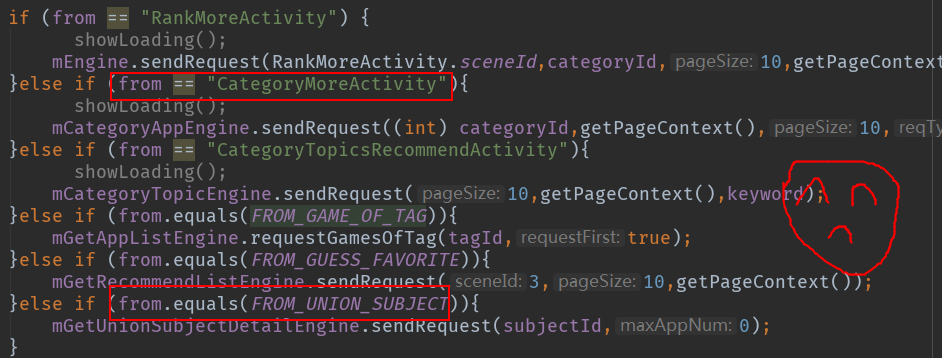 if (from == "RankMoreActivity") {
showLoading();
mEngine.sendRequest(RankMoreActivity.sceneId,categoryId, pageSize: 10,getPageContext
}else if (from == "CategoryMoreActivity"){
showLoading();
mCategoryAppEngine.sendRequest((int) categoryId,getPageContext(), pageSize: 10, reqTy
}else if (from == "CategoryTopicsRecommendActivity"){
showLoading();
mCategoryTopicEngine.sendRequest( pageSize: 10,getPageContext(),keyword);
}else if (from.equals(FROM_GAME_OF_TAG)){
mGetAppListEngine.requestGamesOfTag(tagId, requestFirst: true);
}else if (from.equals(FROM_GUESS_FAVORITE)){
mGetRecommendListEngine.sendRequest( sceneId: 3, pageSize: 10,getPageContext());
}else if (from.equals(FROM_UNION_SUBJECT)){
mGetUnionSubjectDetailEngine.sendRequest(subjectId, maxAppNum: 0);
}